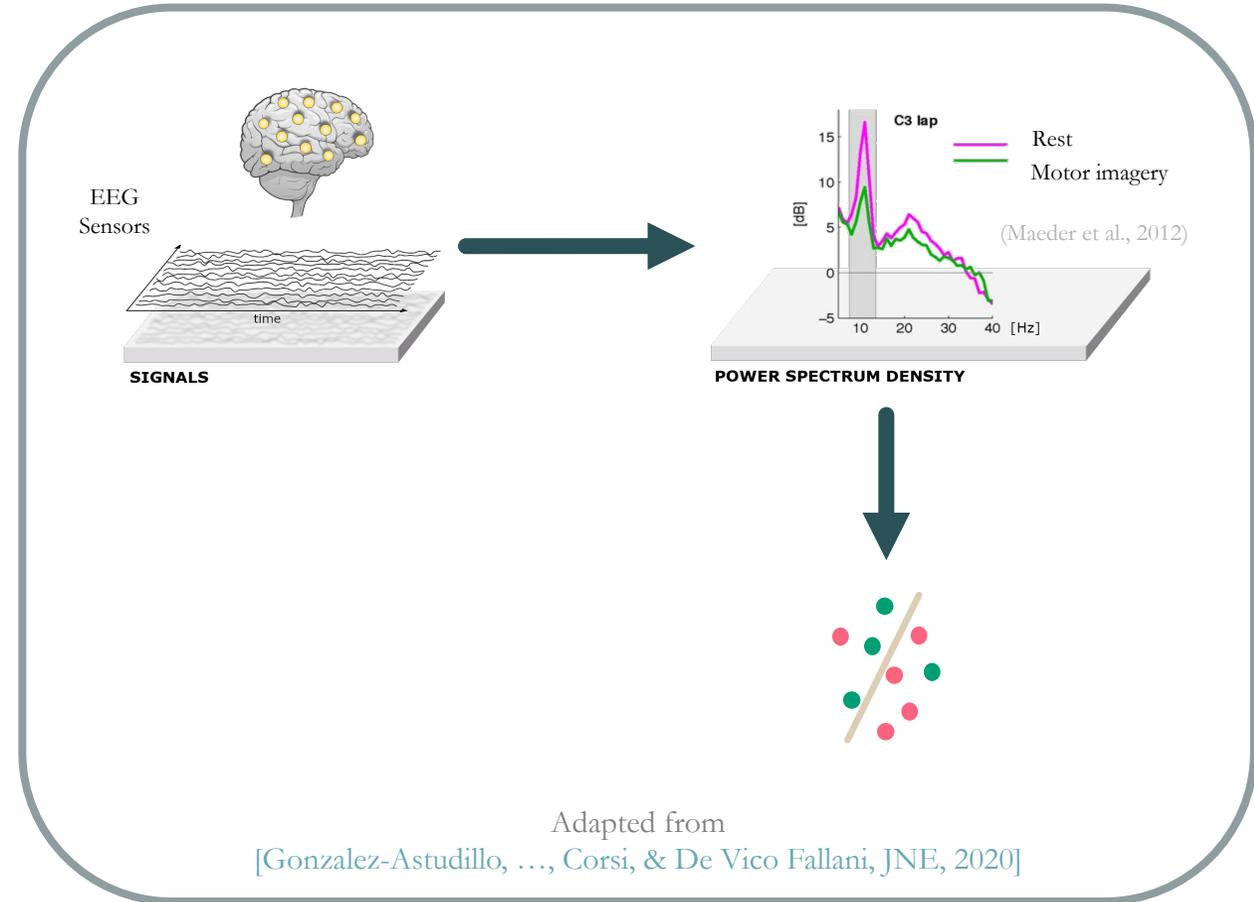 EEG
Sensors
time
SIGNALS
C3 lap
Rest
Motor imagery
(Maeder et al., 2012)
[dB]
15
10
5
0
−5
10 20 30 40 [Hz]
POWER SPECTRUM DENSITY
Adapted from
[Gonzalez-Astudillo, …, Corsi, & De Vico Fallani, JNE, 2020]